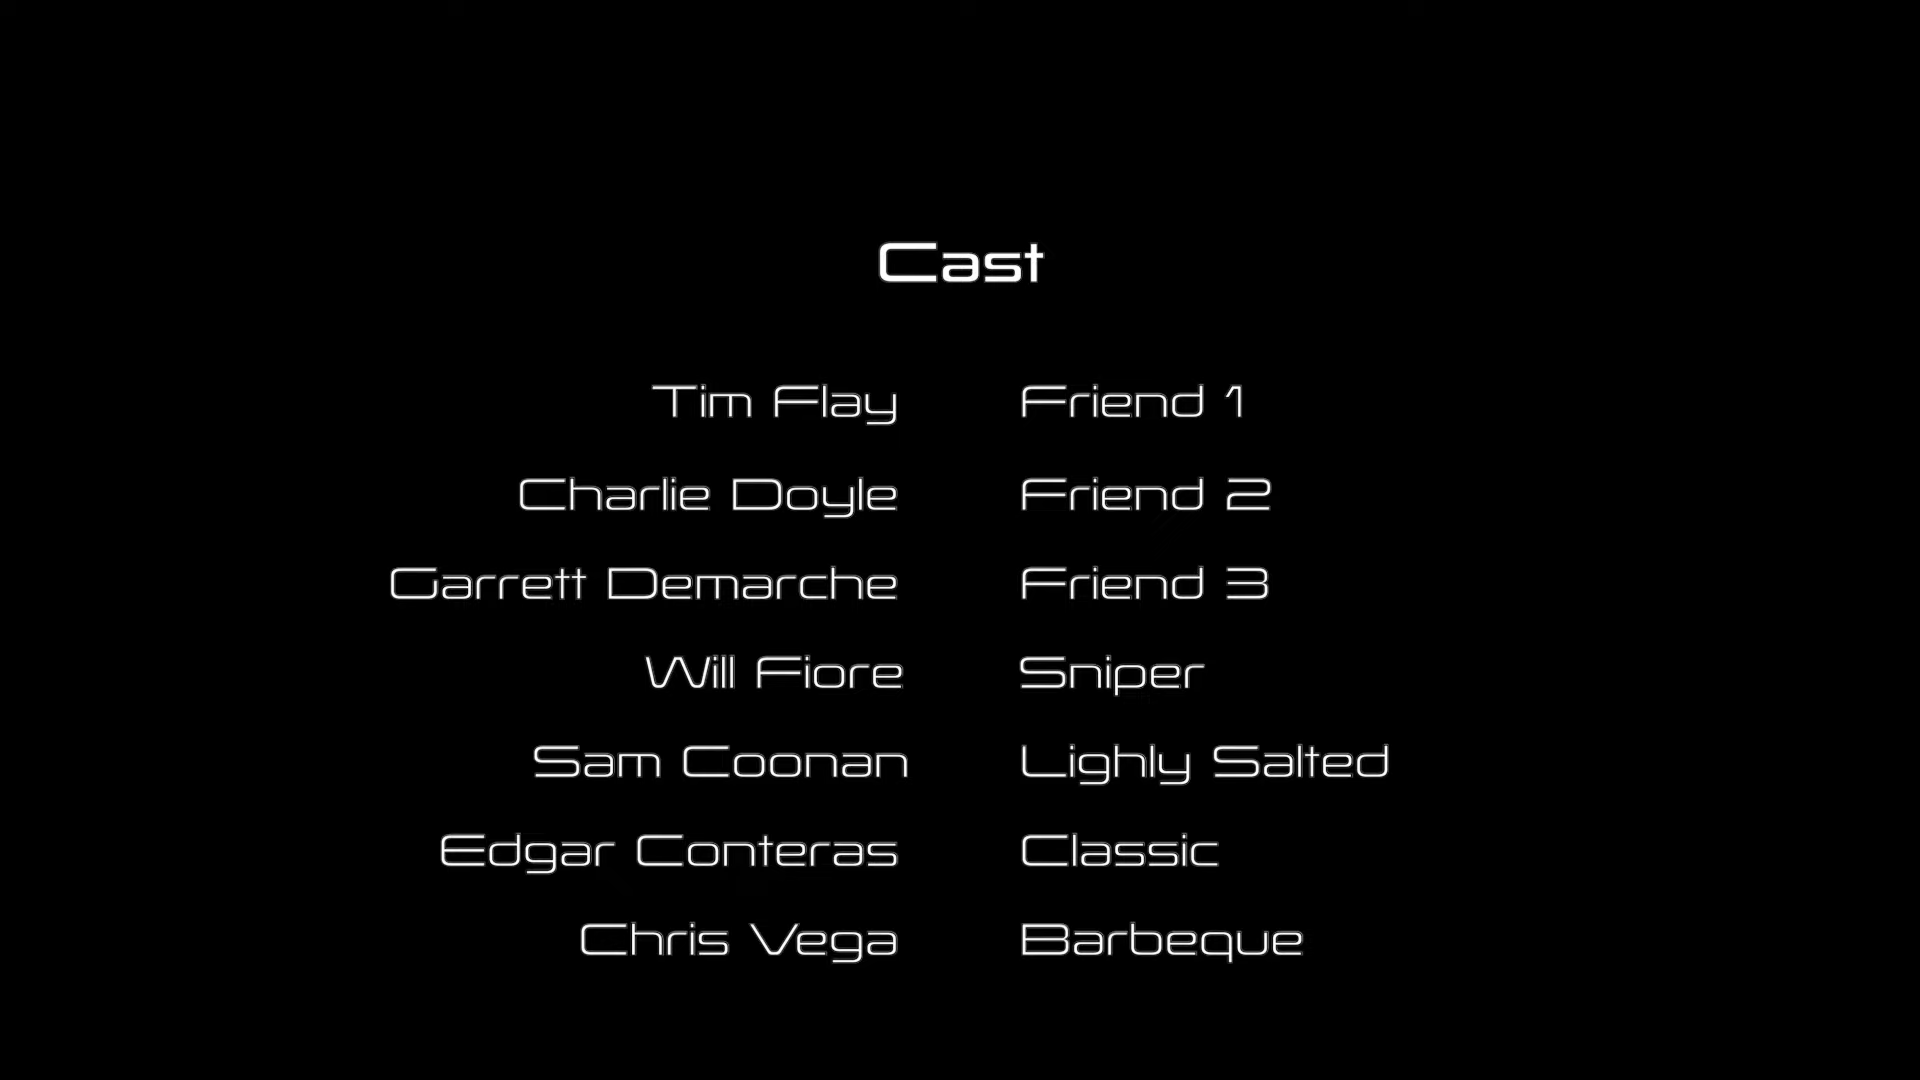 Cast
Tim Flay Friend 1
Charlie Doyle Friend 2
Garrett Demarche Friend 3
Will Fiore Sniper
Sam Coonan Lighly Salted
Edgar Conteras Classic
Chris Vega Barbeque